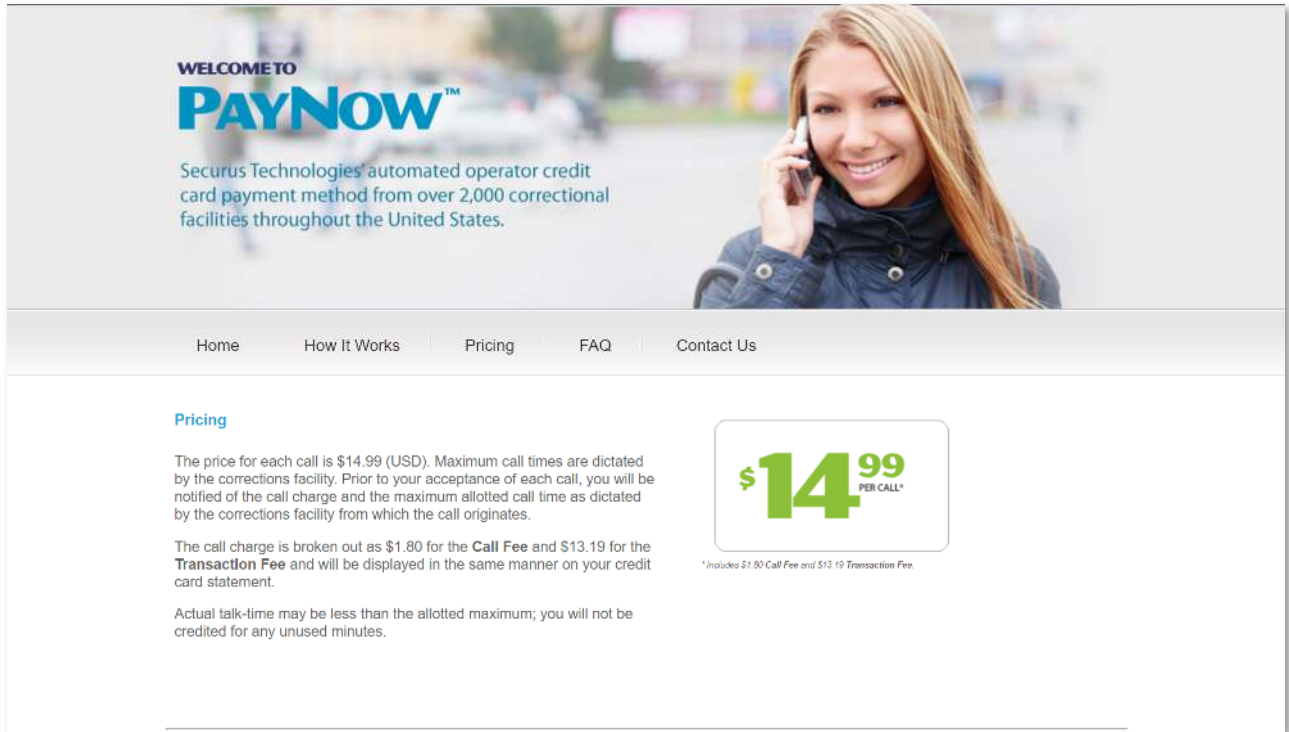 WELCOME TO
PAYNOW™
Securus Technologies' automated operator credit
card payment method from over 2,000 correctional
facilities throughout the United States.
Home How It Works Pricing FAQ Contact Us
Pricing
The price for each call is $14.99 (USD). Maximum call times are dictated
by the corrections facility. Prior to your acceptance of each call, you will be
notified of the call charge and the maximum allotted call time as dictated
by the corrections facility from which the call originates.
The call charge is broken out as $1.80 for the Call Fee and $13.19 for the
Transaction Fee and will be displayed in the same manner on your credit
card statement.
Actual talk-time may be less than the allotted maximum; you will not be
credited for any unused minutes.
$14 99
PER CALL*
* Includes $1.80 Call Fee and $13.19 Transaction Fee.